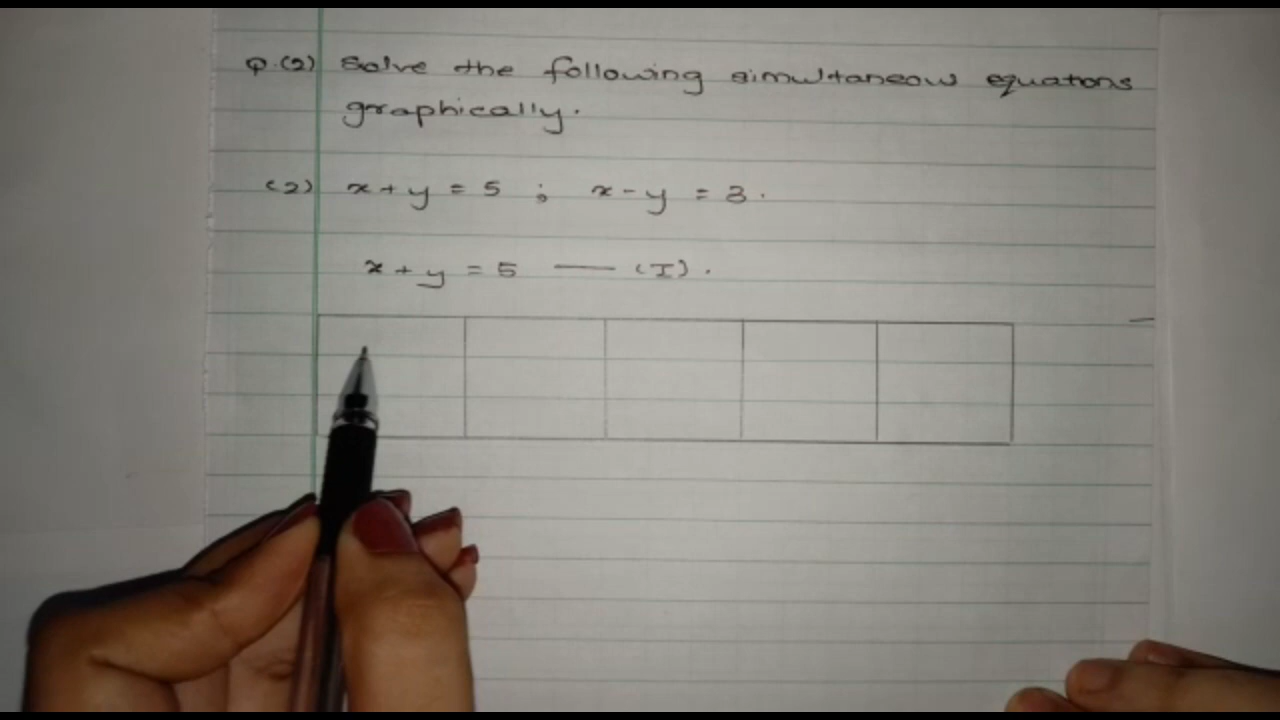 Q.(2) Solve the following simultaneous equations
graphically.
(2) x + y = 5 ; x - y = 3.
x + y = 5 —— (I).